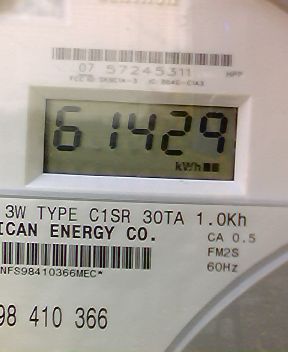 07 57245311 HPP
61429
kWh
3W TYPE C1SR 30TA 1.0Kh
ICAN ENERGY CO.
CA 0.5
FM2S
60Hz
NFS98410366MEC*
98 410 366